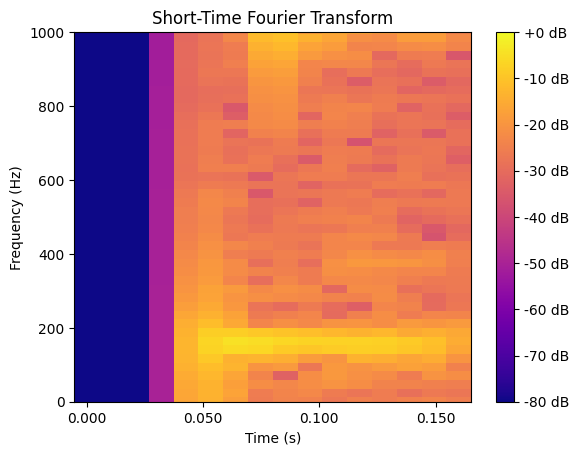 Short-Time Fourier Transform
Frequency (Hz)
1000
800
600
400
200
0
0.000
0.050
0.100
0.150
Time (s)
+0 dB
-10 dB
-20 dB
-30 dB
-40 dB
-50 dB
-60 dB
-70 dB
-80 dB